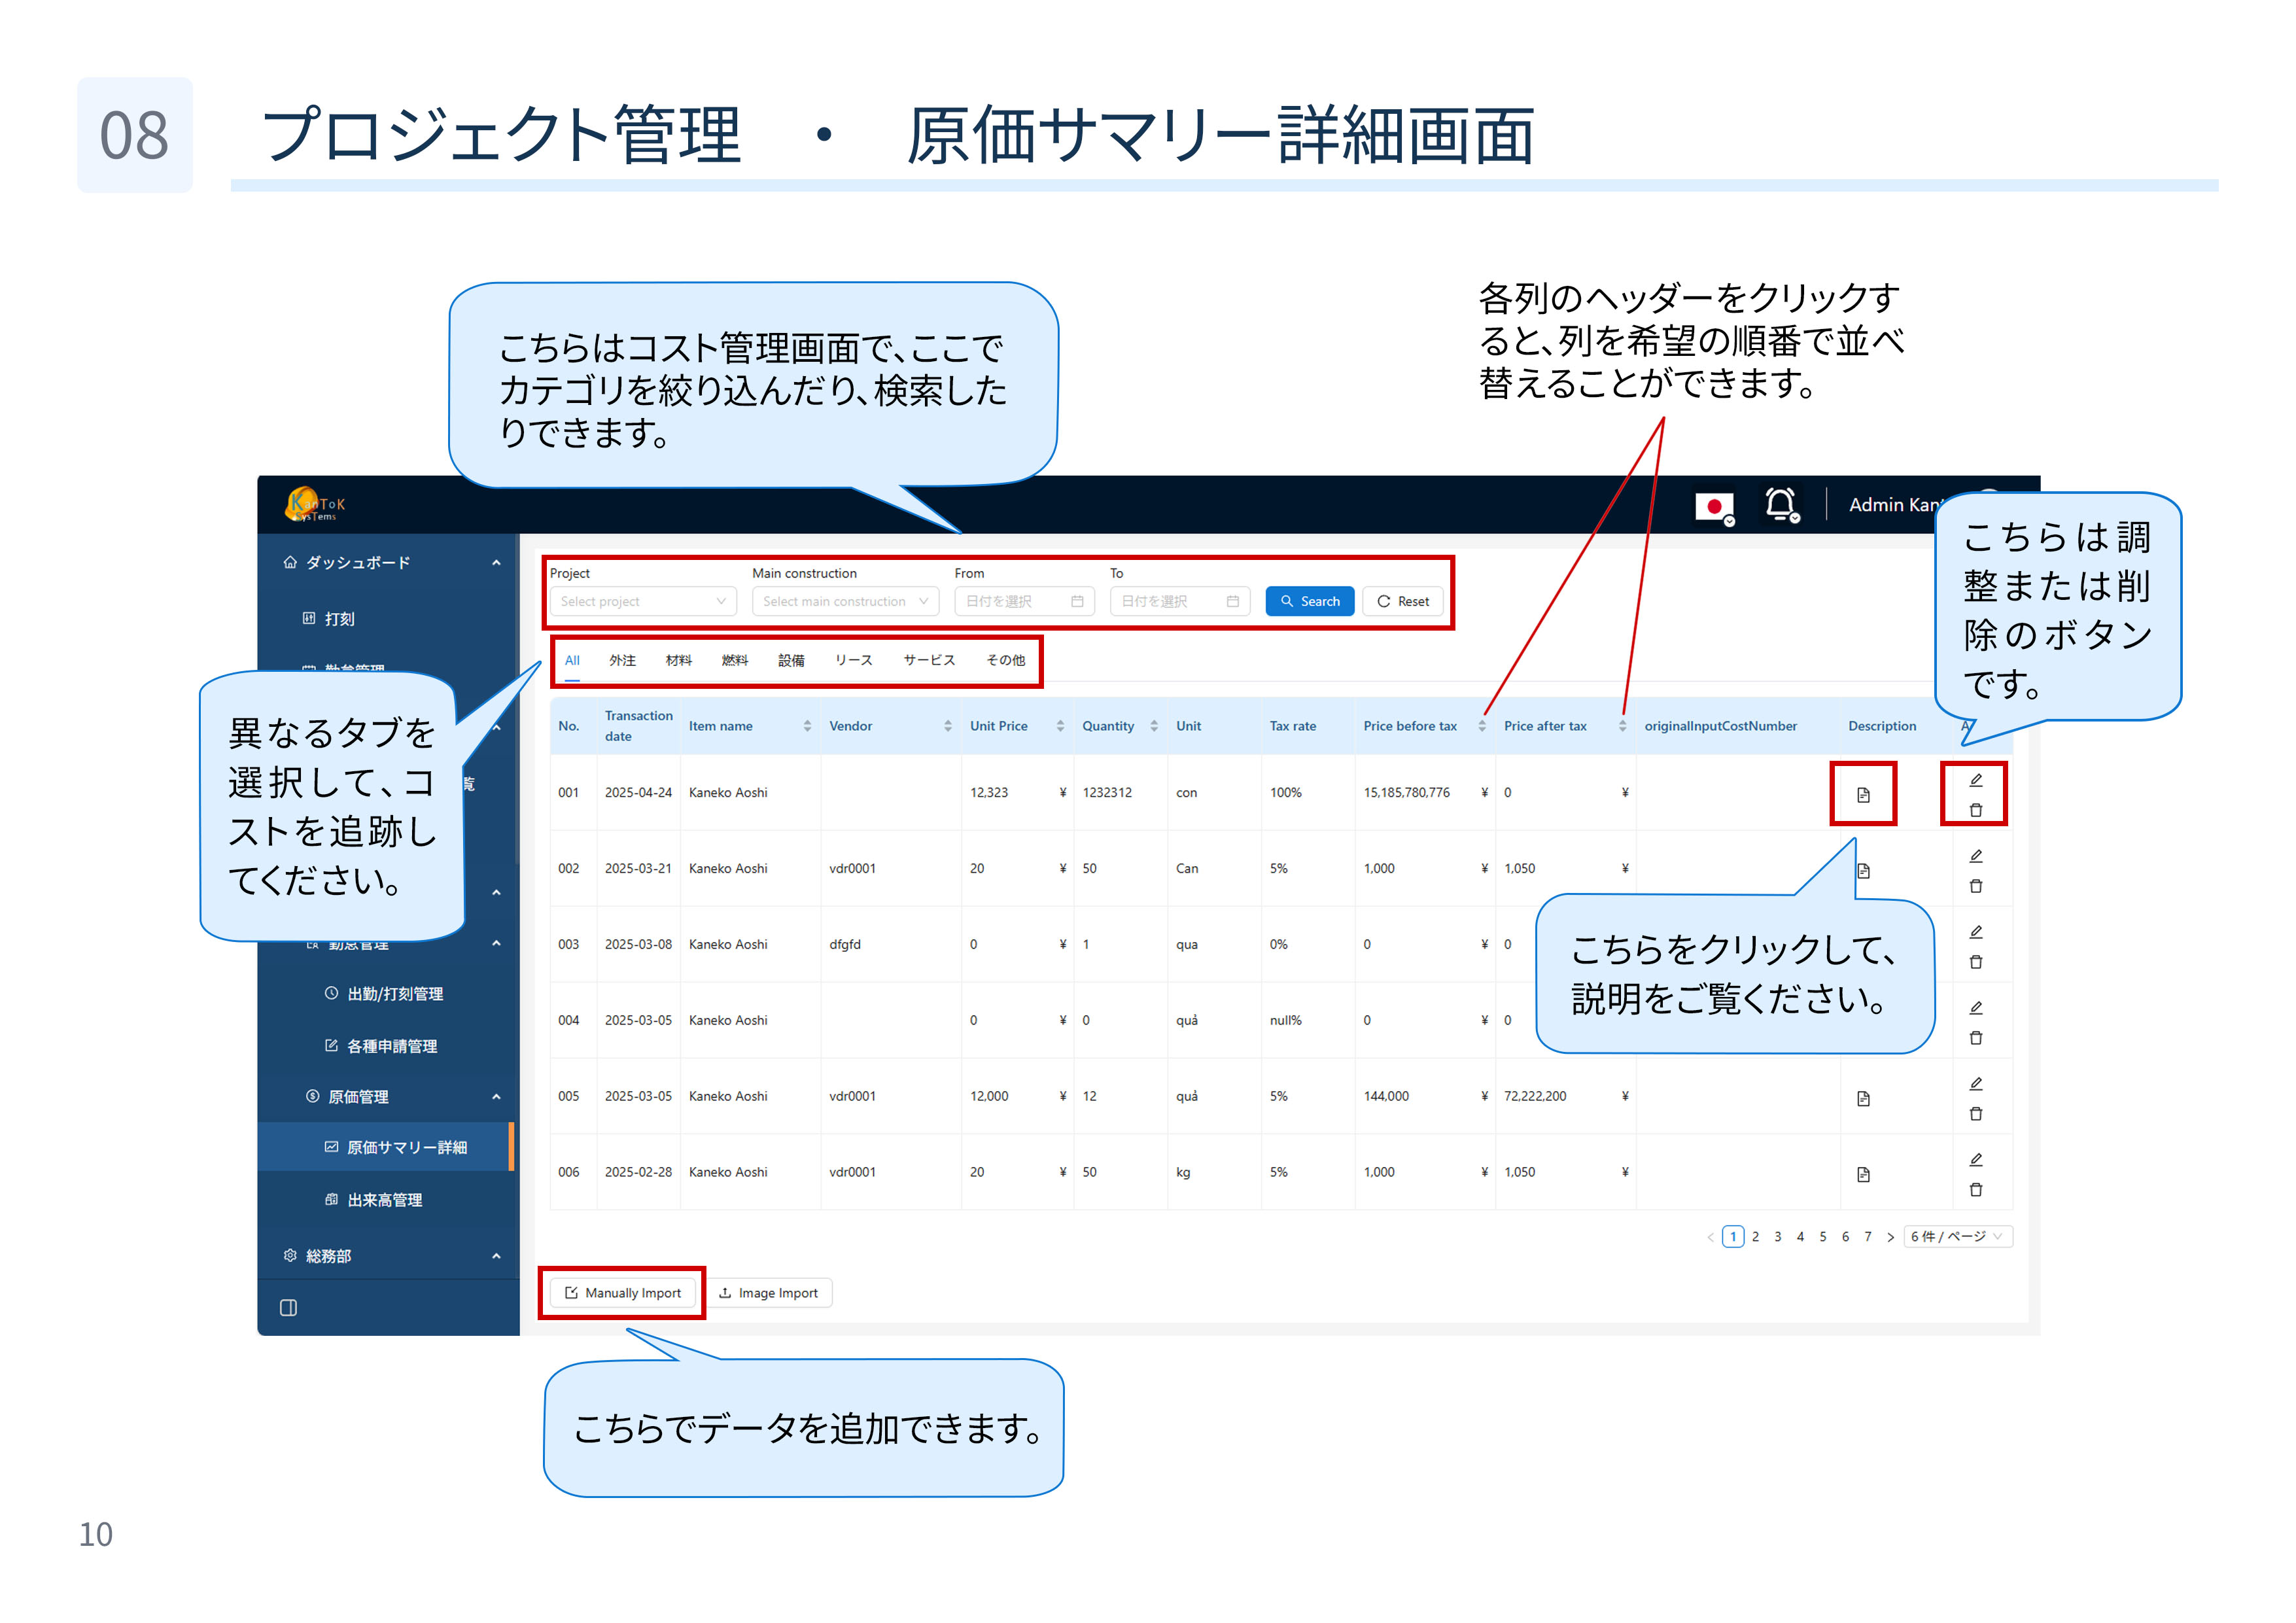 08
プロジェクト管理 ・ 原価サマリー詳細画面
こちらはコスト管理画面で、ここで
カテゴリを絞り込んだり、検索した
りできます。
各列のヘッダーをクリックす
ると、列を希望の順番で並べ
替えることができます。
KanToK
SysTems
Admin Kan
こちらは調
整または削
除のボタン
です。
ダッシュボード
打刻
異なるタブを
選択して、コ
ストを追跡し
てください。
覧
出勤/打刻管理
各種申請管理
原価管理
原価サマリー詳細
出来高管理
総務部
Project Main construction From To
Select project Select main construction 日付を選択 日付を選択 Search Reset
All 外注 材料 燃料 設備 リース サービス その他
No. Transaction date Item name Vendor Unit Price Quantity Unit Tax rate Price before tax Price after tax originalInputCostNumber Description A
001 2025-04-24 Kaneko Aoshi 12,323 ¥ 1232312 con 100% 15,185,780,776 ¥ 0 ¥
002 2025-03-21 Kaneko Aoshi vdr0001 20 ¥ 50 Can 5% 1,000 ¥ 1,050 ¥
003 2025-03-08 Kaneko Aoshi dfgfd 0 ¥ 1 qua 0% 0 ¥ 0
004 2025-03-05 Kaneko Aoshi 0 ¥ 0 quả null% 0 ¥ 0
005 2025-03-05 Kaneko Aoshi vdr0001 12,000 ¥ 12 quả 5% 144,000 ¥ 72,222,200 ¥
006 2025-02-28 Kaneko Aoshi vdr0001 20 ¥ 50 kg 5% 1,000 ¥ 1,050 ¥
こちらをクリックして、
説明をご覧ください。
< 1 2 3 4 5 6 7 > 6 件 / ページ
Manually Import Image Import
こちらでデータを追加できます。
10